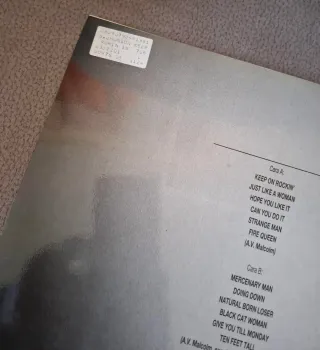 Cara A:
KEEP ON ROCKIN'
JUST LIKE A WOMAN
HOPE YOU LIKE IT
CAN YOU DO IT
STRANGE MAN
FIRE QUEEN
(A.V. Malcolm)
Cara B:
MERCENARY MAN
DOING DOWN
NATURAL BORN LOSER
BLACK CAT WOMAN
GIVE YOU TILL MONDAY
TEN FEET TALL
(A.V. Malcolm